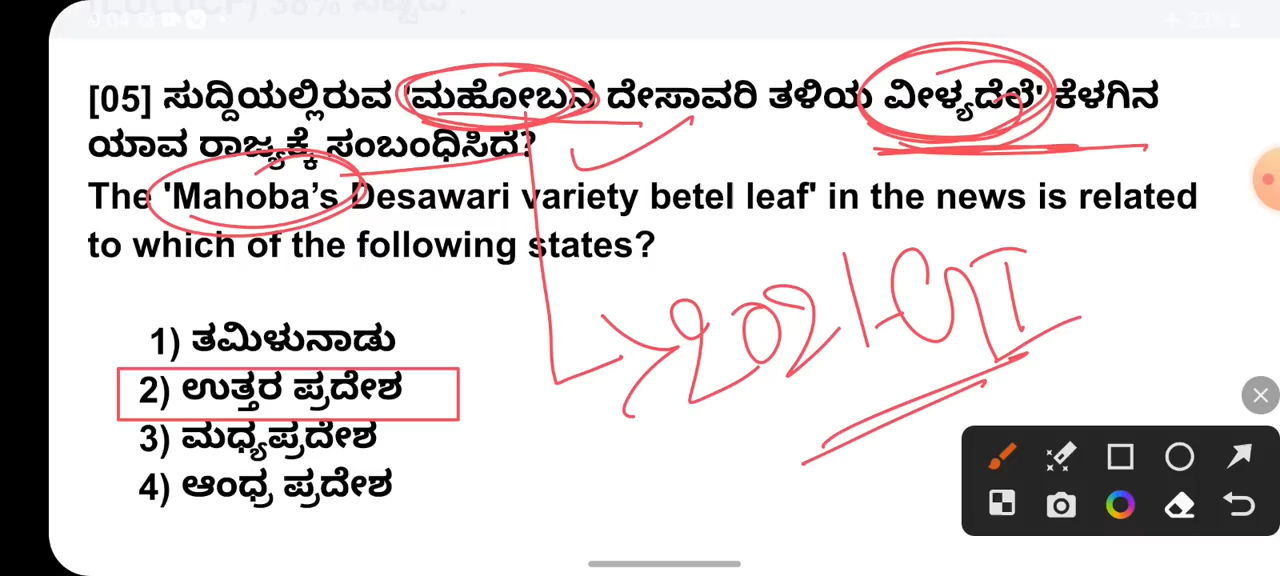 9:04
[05] ಸುದ್ದಿಯಲ್ಲಿರುವ 'ಮಹೋಬನ ದೇಸಾವರಿ ತಳಿಯ ವೀಳ್ಯದೆಲೆ' ಕೆಳಗಿನ
ಯಾವ ರಾಜ್ಯಕ್ಕೆ ಸಂಬಂಧಿಸಿದೆ?
The 'Mahoba's Desawari variety betel leaf' in the news is related
to which of the following states?
2021-GI
1) ತಮಿಳುನಾಡು
2) ಉತ್ತರ ಪ್ರದೇಶ
3) ಮಧ್ಯಪ್ರದೇಶ
4) ಆಂಧ್ರ ಪ್ರದೇಶ